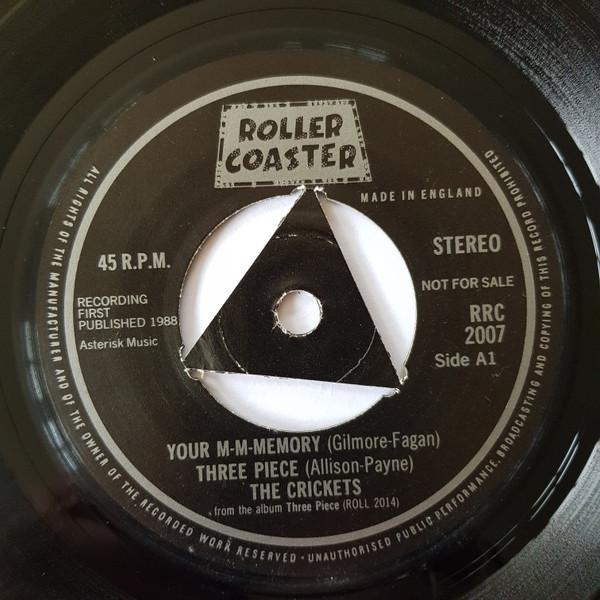 ROLLER
COASTER
MADE IN ENGLAND
45 R.P.M.
STEREO
NOT FOR SALE
RECORDING
FIRST
PUBLISHED 1988
Asterisk Music
RRC
2007
Side A1
YOUR M-M-MEMORY (Gilmore-Fagan)
THREE PIECE (Allison-Payne)
THE CRICKETS
from the album Three Piece (ROLL 2014)
ALL RIGHTS OF THE MANUFACTURER AND OF THE OWNER OF THE RECORDED WORK RESERVED · UNAUTHORISED PUBLIC PERFORMANCE, BROADCASTING AND COPYING OF THIS RECORD PROHIBITED